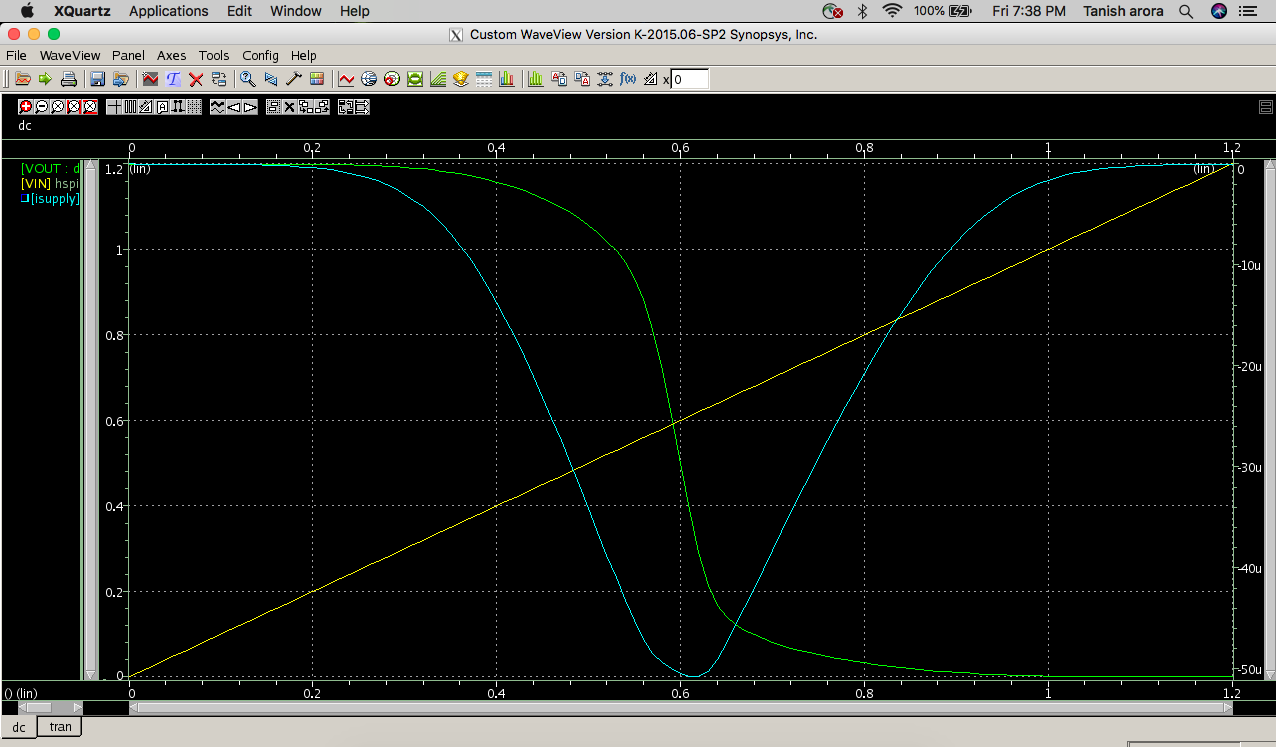 XQuartz Applications Edit Window Help 100% Fri 7:38 PM Tanish arora
X Custom WaveView Version K-2015.06-SP2 Synopsys, Inc.
File WaveView Panel Axes Tools Config Help
x 0
dc
0 0.2 0.4 0.6 0.8 1 1.2
[VOUT : d
[VIN] hspi
[isupply]
1.2 (lin)
1
0.8
0.6
0.4
0.2
0
(lin) 0
-10u
-20u
-30u
-40u
-50u
() (lin) 0 0.2 0.4 0.6 0.8 1 1.2
dc tran